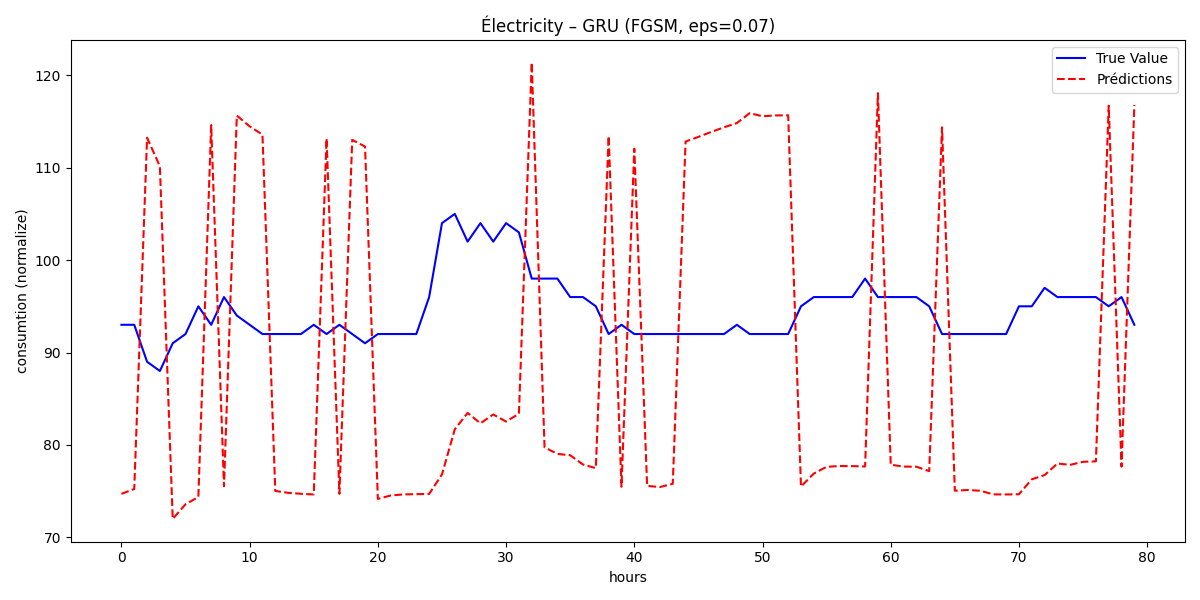 Électricity – GRU (FGSM, eps=0.07)
True Value
Prédictions
consumtion (normalize)
120
110
100
90
80
70
0 10 20 30 40 50 60 70 80
hours